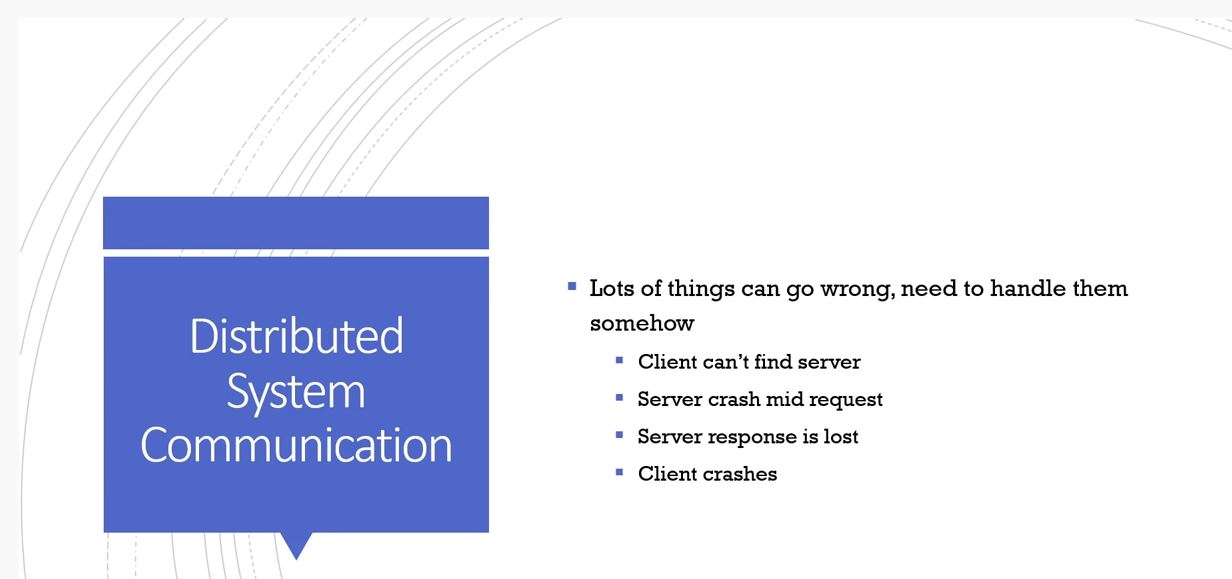 Distributed
System
Communication
Lots of things can go wrong, need to handle them
somehow
Client can’t find server
Server crash mid request
Server response is lost
Client crashes